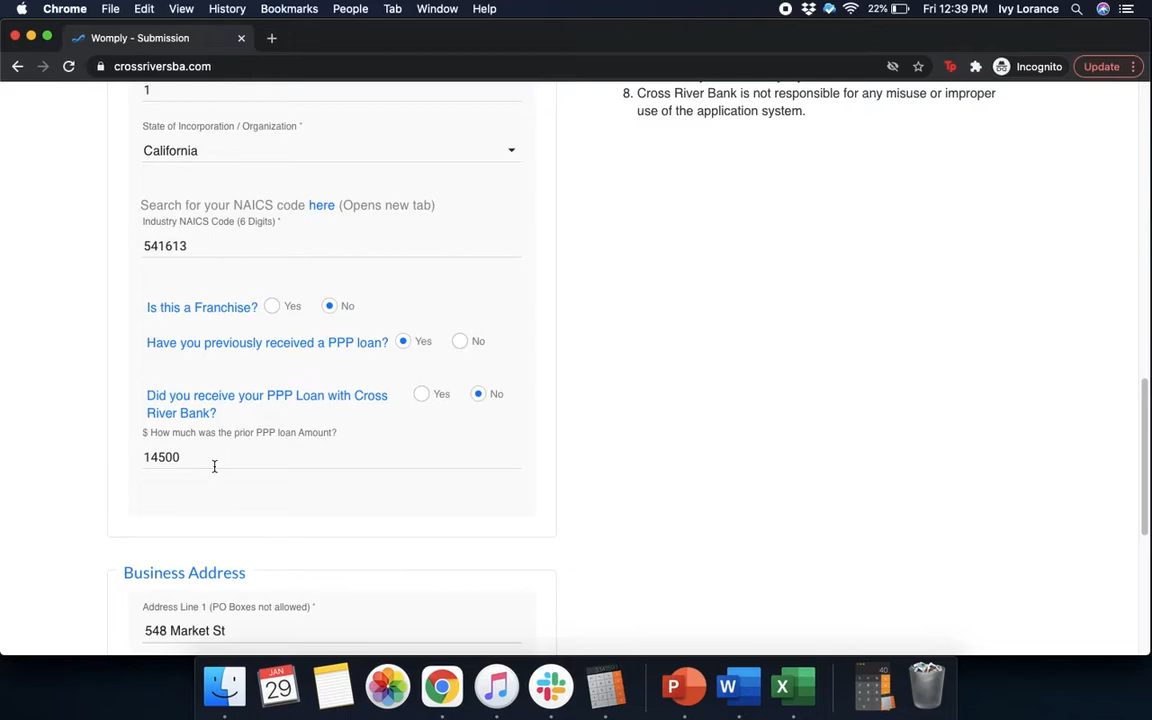 Chrome File Edit View History Bookmarks People Tab Window Help 22% Fri 12:39 PM Ivy Lorance
Womply - Submission
crossriversba.com Incognito Update
1
8. Cross River Bank is not responsible for any misuse or improper
use of the application system.
State of Incorporation / Organization *
California
Search for your NAICS code here (Opens new tab)
Industry NAICS Code (6 Digits) *
541613
Is this a Franchise? Yes No
Have you previously received a PPP loan? Yes No
Did you receive your PPP Loan with Cross
River Bank? Yes No
$ How much was the prior PPP loan Amount?
14500
Business Address
Address Line 1 (PO Boxes not allowed) *
548 Market St
JAN
29
P W X